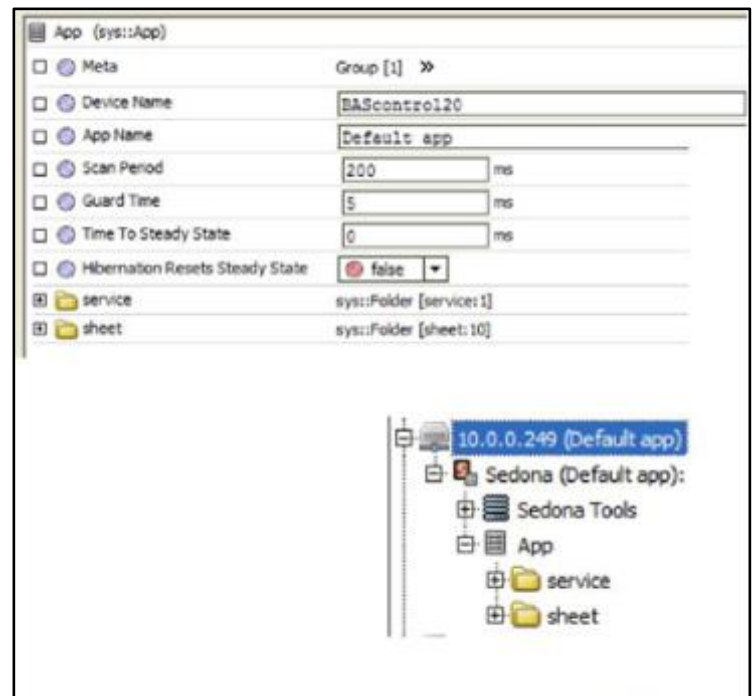 App (sys::App)
Meta Group [1] »
Device Name BAScontrol20
App Name Default app
Scan Period 200 ms
Guard Time 5 ms
Time To Steady State 0 ms
Hibernation Resets Steady State false
service sys::Folder [service:1]
sheet sys::Folder [sheet:10]
10.0.0.249 (Default app)
Sedona (Default app):
Sedona Tools
App
service
sheet